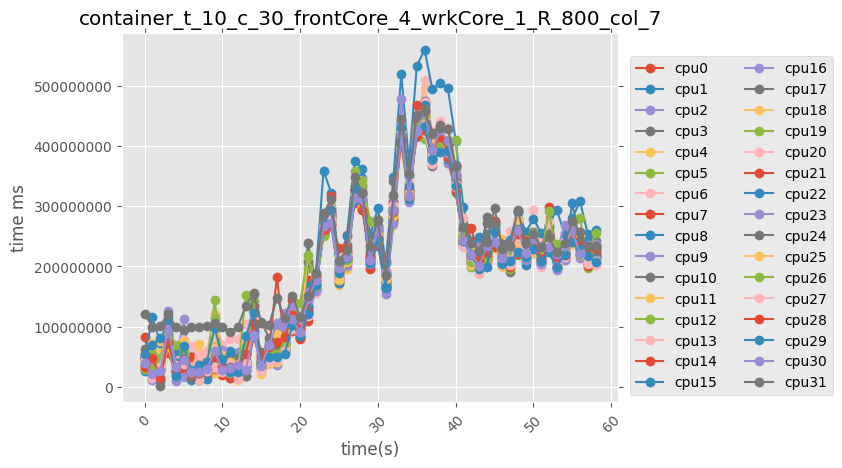 container_t_10_c_30_frontCore_4_wrkCore_1_R_800_col_7
time ms
500000000
400000000
300000000
200000000
100000000
0
0
10
20
30
40
50
60
time(s)
cpu0
cpu1
cpu2
cpu3
cpu4
cpu5
cpu6
cpu7
cpu8
cpu9
cpu10
cpu11
cpu12
cpu13
cpu14
cpu15
cpu16
cpu17
cpu18
cpu19
cpu20
cpu21
cpu22
cpu23
cpu24
cpu25
cpu26
cpu27
cpu28
cpu29
cpu30
cpu31